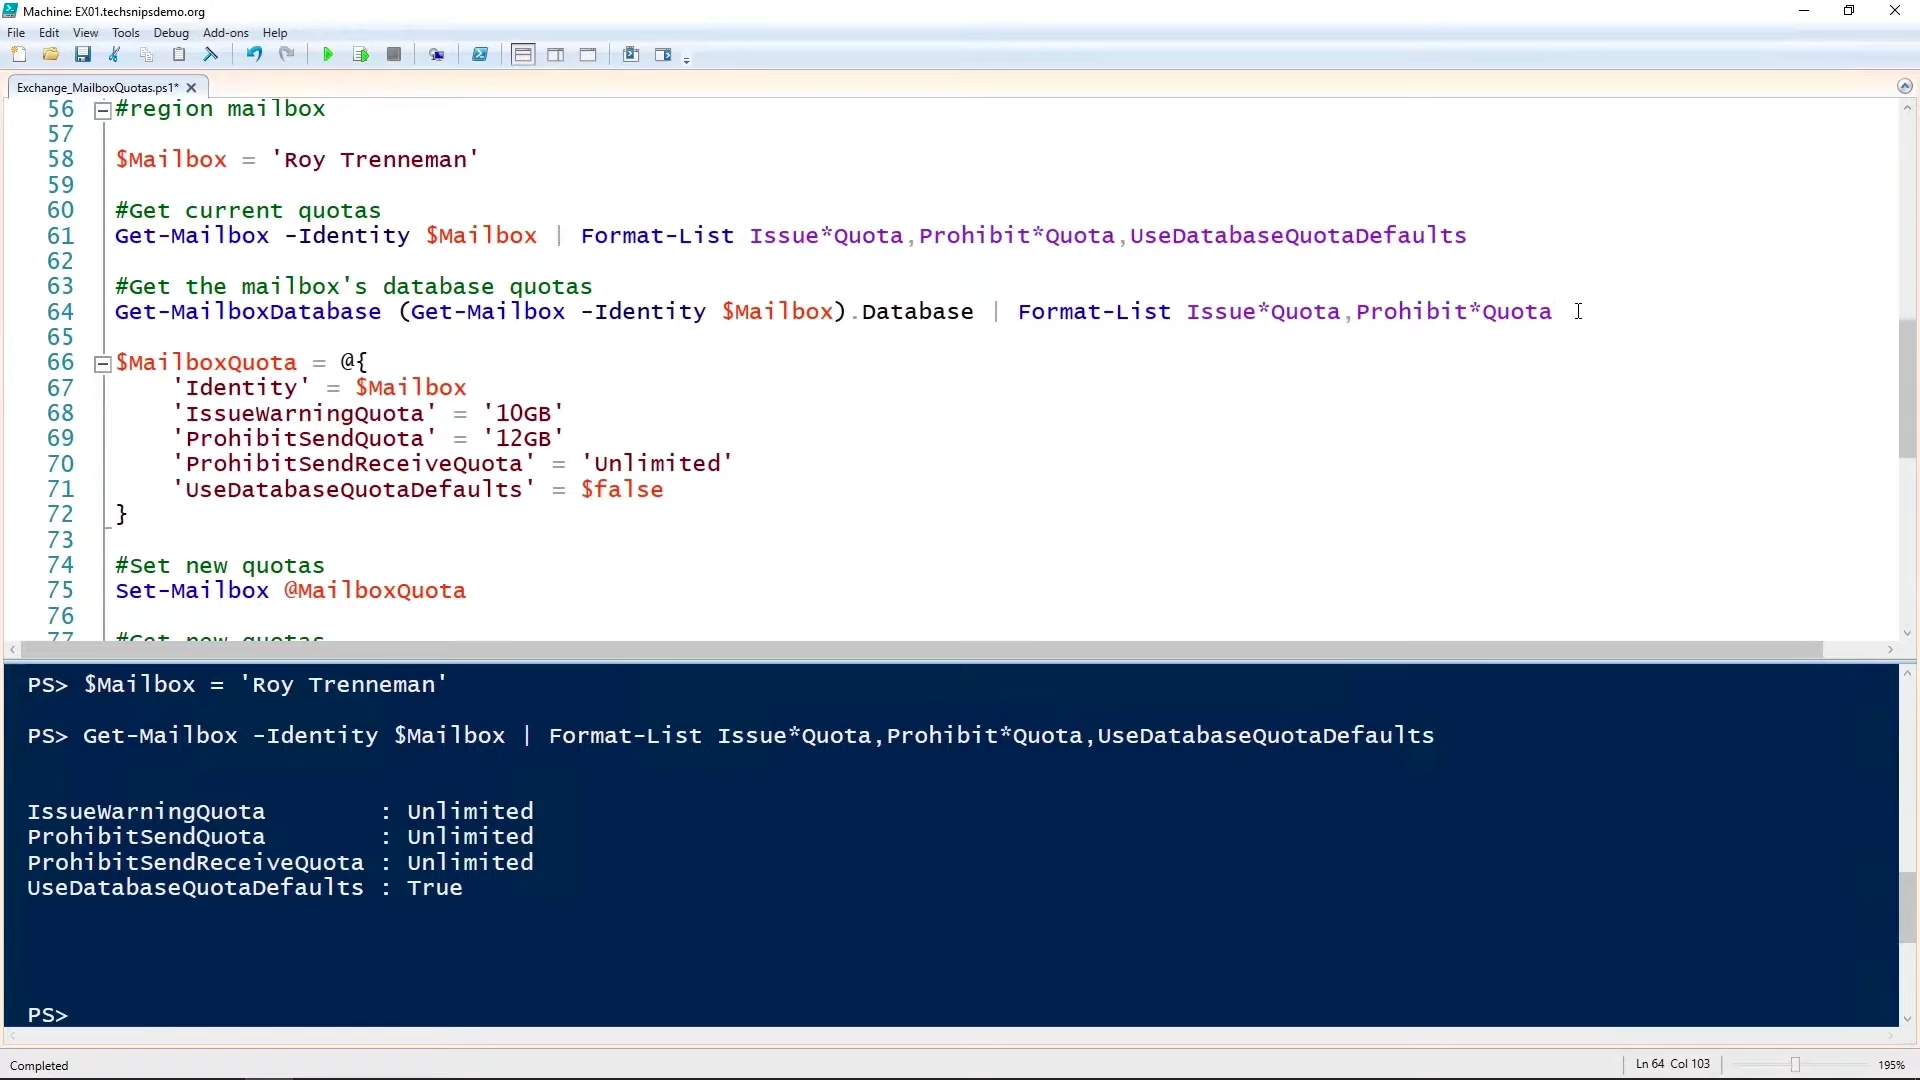 Machine: EX01.techsnipsdemo.org
File Edit View Tools Debug Add-ons Help
Exchange_MailboxQuotas.ps1*
56 #region mailbox
57
58 $Mailbox = 'Roy Trenneman'
59
60 #Get current quotas
61 Get-Mailbox -Identity $Mailbox | Format-List Issue*Quota,Prohibit*Quota,UseDatabaseQuotaDefaults
62
63 #Get the mailbox's database quotas
64 Get-MailboxDatabase (Get-Mailbox -Identity $Mailbox).Database | Format-List Issue*Quota,Prohibit*Quota
65
66 $MailboxQuota = @{
67 'Identity' = $Mailbox
68 'IssueWarningQuota' = '10GB'
69 'ProhibitSendQuota' = '12GB'
70 'ProhibitSendReceiveQuota' = 'Unlimited'
71 'UseDatabaseQuotaDefaults' = $false
72 }
73
74 #Set new quotas
75 Set-Mailbox @MailboxQuota
76
77 #Get new quotas
PS> $Mailbox = 'Roy Trenneman'
PS> Get-Mailbox -Identity $Mailbox | Format-List Issue*Quota,Prohibit*Quota,UseDatabaseQuotaDefaults
IssueWarningQuota : Unlimited
ProhibitSendQuota : Unlimited
ProhibitSendReceiveQuota : Unlimited
UseDatabaseQuotaDefaults : True
PS>
Completed Ln 64 Col 103 195%